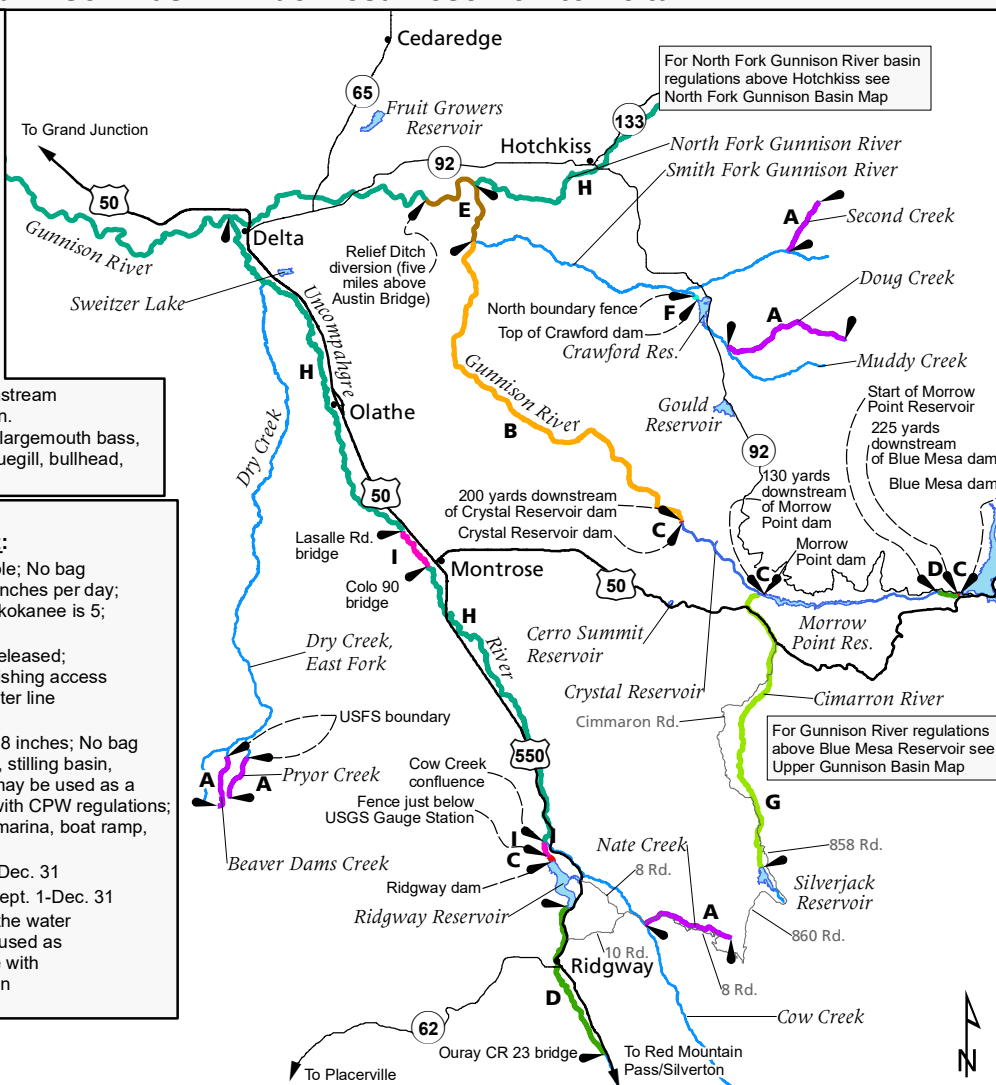 Cedaredge
65
Fruit Growers
Reservoir
For North Fork Gunnison River basin
regulations above Hotchkiss see
North Fork Gunnison Basin Map
To Grand Junction
133
Hotchkiss
92
North Fork Gunnison River
Smith Fork Gunnison River
H
50
E
A
Second Creek
Gunnison River
Delta
Relief Ditch
diversion (five
miles above
Austin Bridge)
Sweitzer Lake
Doug Creek
North boundary fence
F
A
Top of Crawford dam
Crawford Res.
Uncompahgre
Muddy Creek
H
Gunnison River
Start of Morrow
Point Reservoir
Gould
Reservoir
225 yards
downstream
of Blue Mesa dam
Olathe
B
Dry Creek
92
Blue Mesa dam
130 yards
downstream
of Morrow
Point dam
50
200 yards downstream
of Crystal Reservoir dam
Crystal Reservoir dam
C
Lasalle Rd.
bridge
I
Morrow
Point dam
Montrose
C
D
C
Colo 90
bridge
50
H
Cerro Summit
Reservoir
Morrow
Point Res.
Dry Creek,
East Fork
River
Crystal Reservoir
Cimarron River
Cimmaron Rd.
USFS boundary
For Gunnison River regulations
above Blue Mesa Reservoir see
Upper Gunnison Basin Map
550
A
A
Pryor Creek
Cow Creek
confluence
G
Fence just below
USGS Gauge Station
I
C
Beaver Dams Creek
Nate Creek
858 Rd.
8 Rd.
Ridgway dam
Silverjack
Reservoir
Ridgway Reservoir
A
860 Rd.
10 Rd.
Ridgway
8 Rd.
D
Cow Creek
62
Ouray CR 23 bridge
To Red Mountain
Pass/Silverton
To Placerville
N
stream
n.
largemouth bass,
uegill, bullhead,
:
ole; No bag
nches per day;
kokanee is 5;
eleased;
ishing access
ter line
8 inches; No bag
, stilling basin,
may be used as a
with CPW regulations;
marina, boat ramp,
Dec. 31
ept. 1-Dec. 31
the water
used as
e with
n